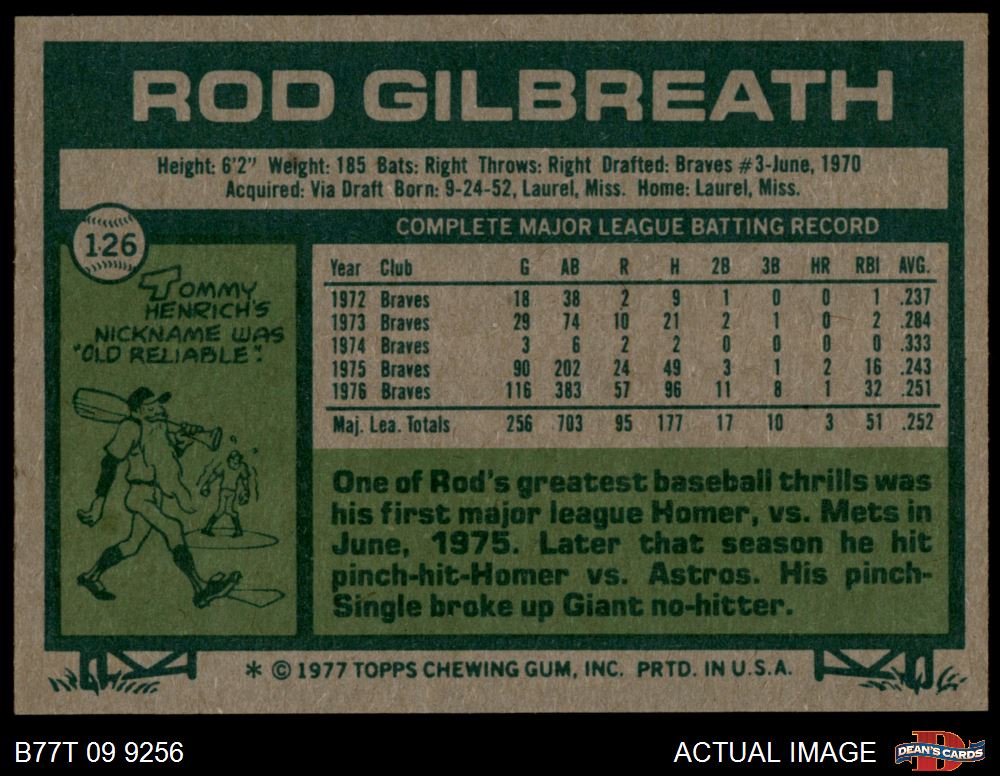 ROD GILBREATH
Height: 6'2" Weight: 185 Bats: Right Throws: Right Drafted: Braves #3-June, 1970
Acquired: Via Draft Born: 9-24-52, Laurel, Miss. Home: Laurel, Miss.
126
TOMMY
HENRICH'S
NICKNAME WAS
"OLD RELIABLE".
COMPLETE MAJOR LEAGUE BATTING RECORD
Year Club G AB R H 2B 3B HR RBI AVG.
1972 Braves 18 38 2 9 1 0 0 1 .237
1973 Braves 29 74 10 21 2 1 0 2 .284
1974 Braves 3 6 2 2 0 0 0 0 .333
1975 Braves 90 202 24 49 3 1 2 16 .243
1976 Braves 116 383 57 96 11 8 1 32 .251
Maj. Lea. Totals 256 703 95 177 17 10 3 51 .252
One of Rod's greatest baseball thrills was
his first major league Homer, vs. Mets in
June, 1975. Later that season he hit
pinch-hit-Homer vs. Astros. His pinch-
Single broke up Giant no-hitter.
* © 1977 TOPPS CHEWING GUM, INC. PRTD. IN U.S.A.
B77T 09 9256
ACTUAL IMAGE
D
DEAN'S CARDS